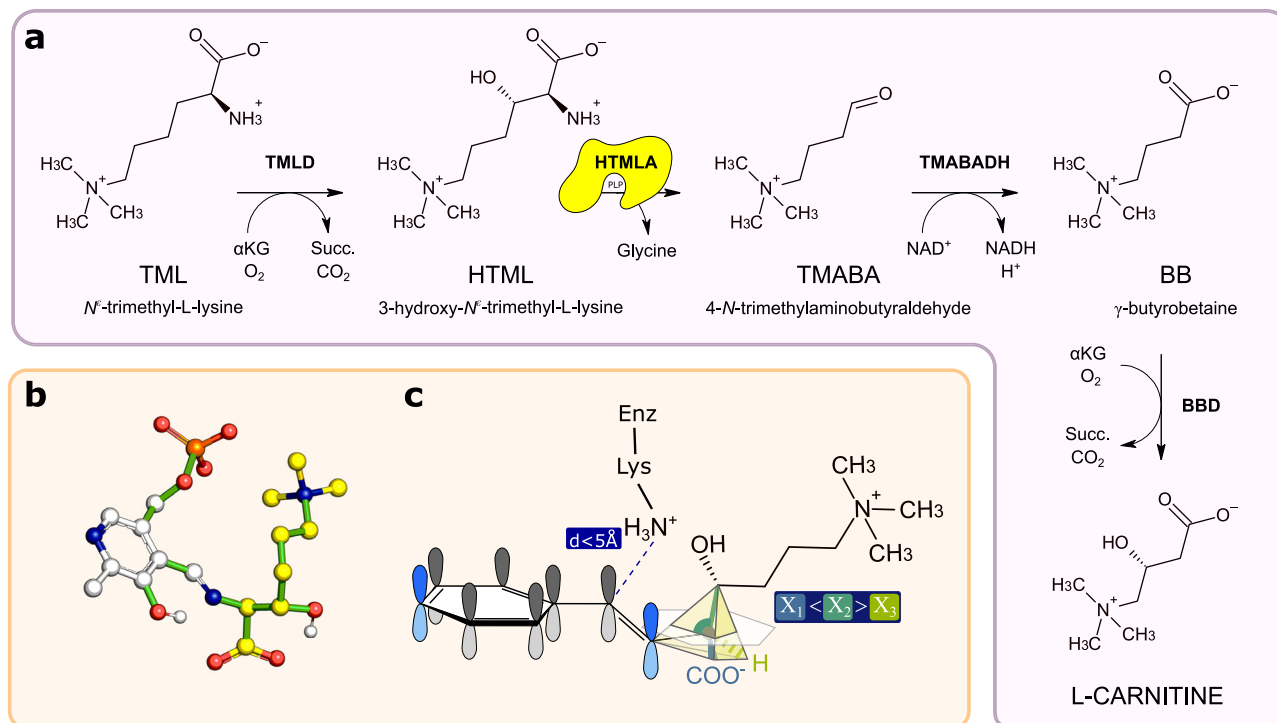 a
O
O⁻
NH3
+
H3C
N⁺
H3C
CH3
TMLD
αKG
O₂
Succ.
CO₂
TML
Nᵋ-trimethyl-L-lysine
O
O⁻
HO
NH3
+
H3C
N⁺
H3C
CH3
HTMLA
PLP
Glycine
HTML
3-hydroxy-Nᵋ-trimethyl-L-lysine
O
H3C
N⁺
H3C
CH3
TMABADH
NAD⁺
NADH
H⁺
TMABA
4-N-trimethylaminobutyraldehyde
O
O⁻
H3C
N⁺
H3C
CH3
BB
γ-butyrobetaine
αKG
O₂
BBD
Succ.
CO₂
O
O⁻
HO
H3C
N⁺
H3C
CH3
L-CARNITINE
b
c
Enz
Lys
H3N⁺
d<5Å
OH
CH3
N⁺
CH3
CH3
X₁ < X₂ > X₃
H
COO⁻